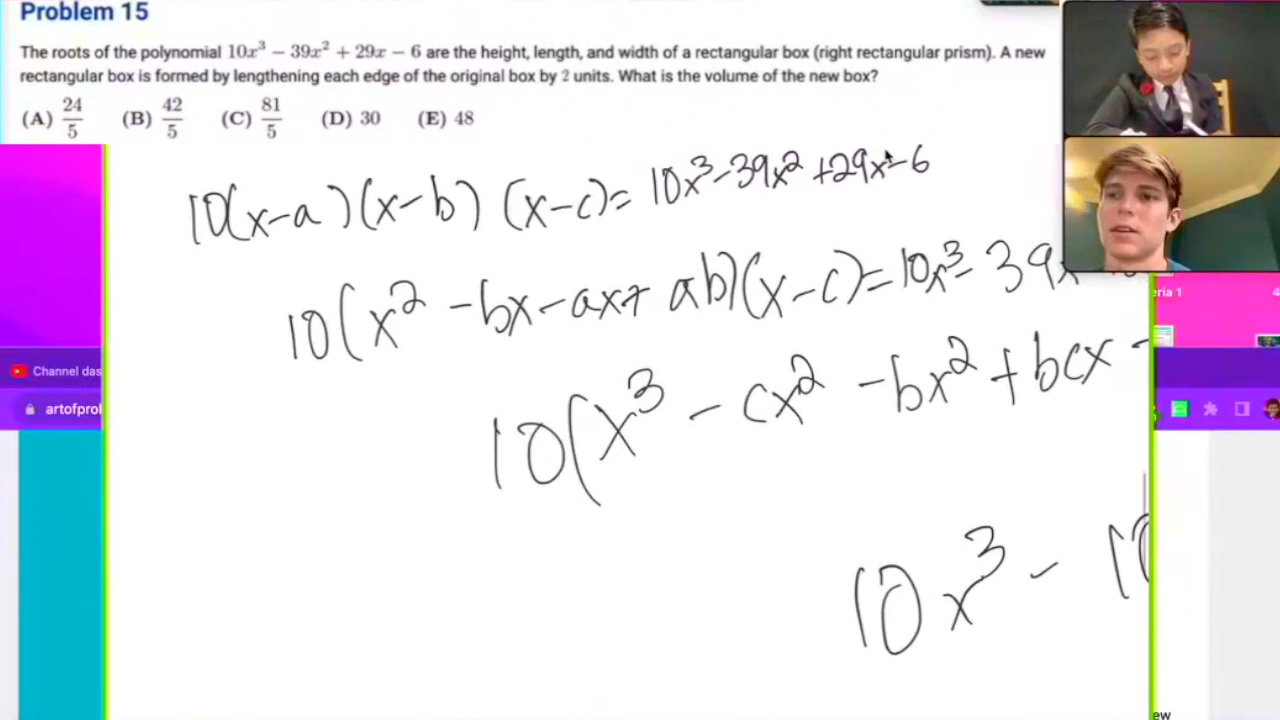 Problem 15
The roots of the polynomial 10x³ − 39x² + 29x − 6 are the height, length, and width of a rectangular box (right rectangular prism). A new
rectangular box is formed by lengthening each edge of the original box by 2 units. What is the volume of the new box?
(A) 24/5 (B) 42/5 (C) 81/5 (D) 30 (E) 48
10(x-a)(x-b)(x-c)= 10x³-39x²+29x-6
10(x²-bx-ax+ab)(x-c)=10x³-39x
10(x³-cx²-bx²+bcx-
10x³-10
eria 1
4
Channel das
artofprol
ew